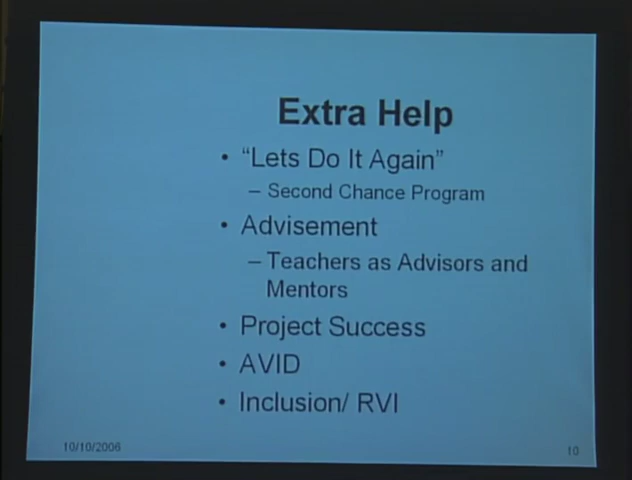 Extra Help
• “Lets Do It Again”
– Second Chance Program
• Advisement
– Teachers as Advisors and
Mentors
• Project Success
• AVID
• Inclusion/ RVI
10/10/2006
10